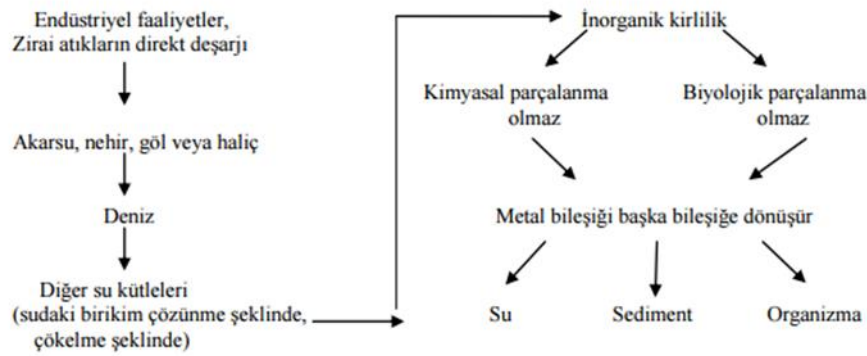 Endüstriyel faaliyetler,
Zirai atıkların direkt deşarjı
Akarsu, nehir, göl veya haliç
Deniz
Diğer su kütleleri
(sudaki birikim çözünme şeklinde,
çökelme şeklinde)
İnorganik kirlilik
Kimyasal parçalanma
olmaz
Biyolojik parçalanma
olmaz
Metal bileşiği başka bileşiğe dönüşür
Su
Sediment
Organizma